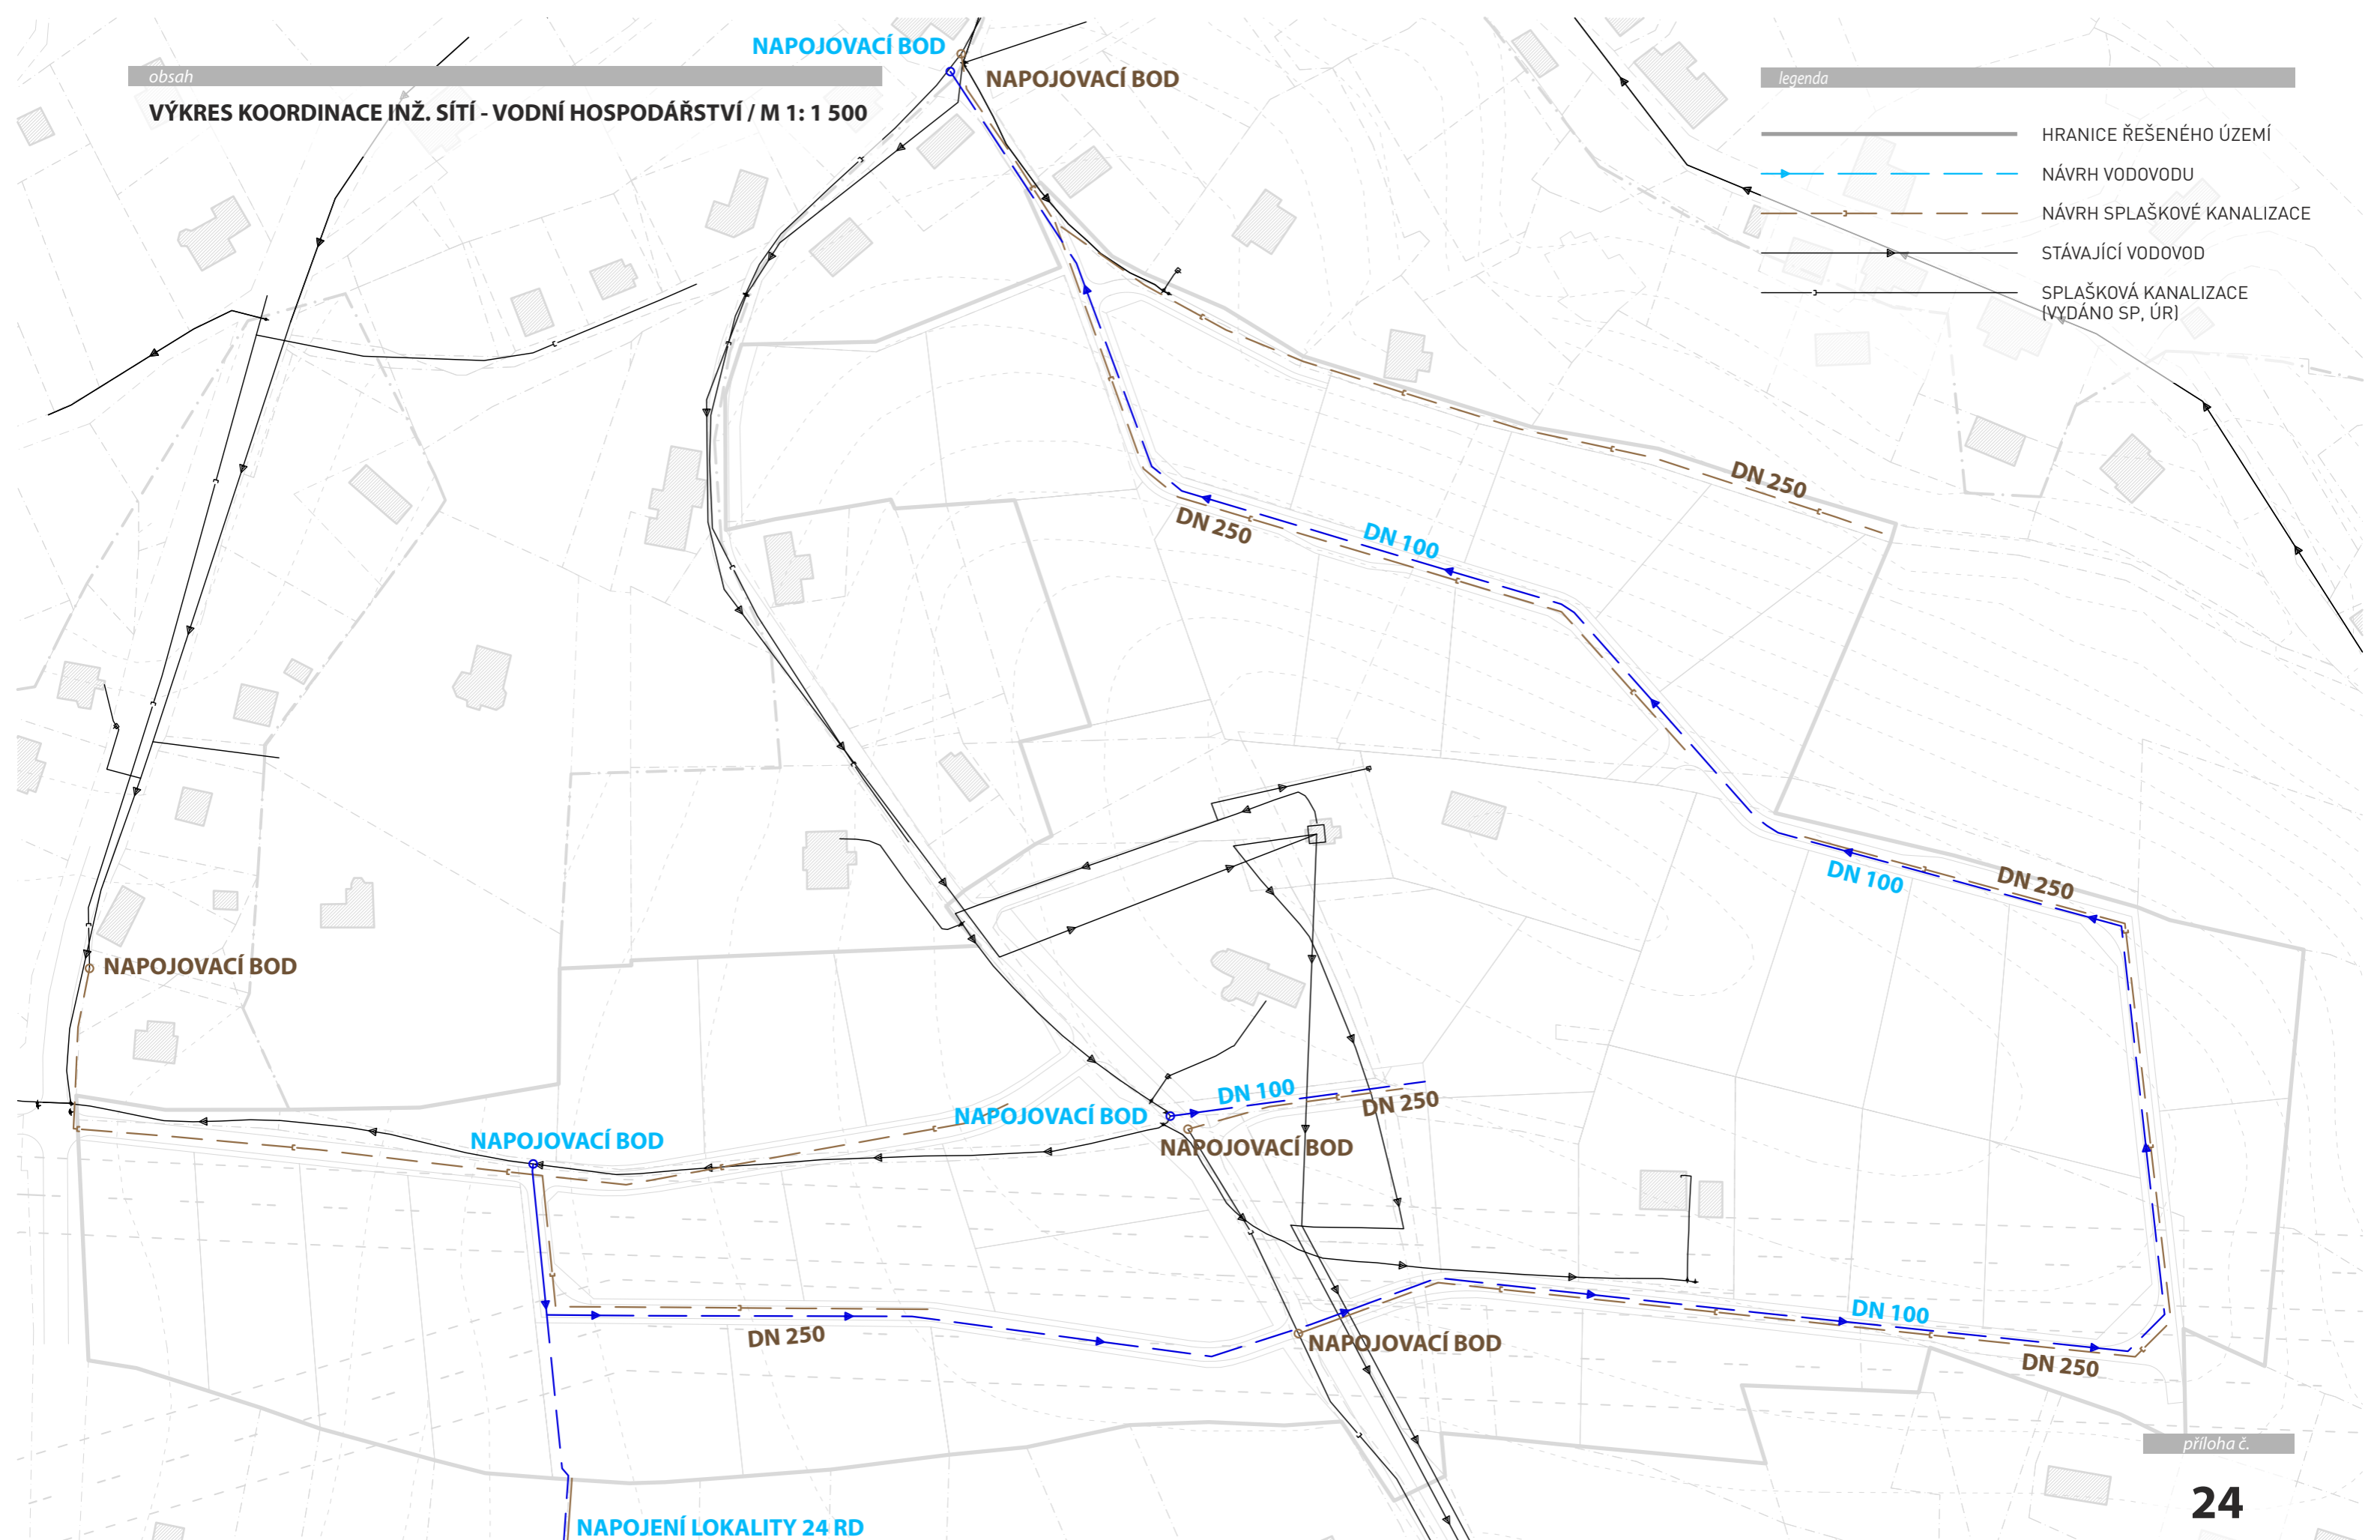 obsah
VÝKRES KOORDINACE INŽ. SÍTÍ - VODNÍ HOSPODÁŘSTVÍ / M 1: 1 500
NAPOJOVACÍ BOD
NAPOJOVACÍ BOD
legenda
HRANICE ŘEŠENÉHO ÚZEMÍ
NÁVRH VODOVODU
NÁVRH SPLAŠKOVÉ KANALIZACE
STÁVAJÍCÍ VODOVOD
SPLAŠKOVÁ KANALIZACE
(VYDÁNO SP, ÚR)
DN 250
DN 250
DN 100
DN 100
DN 250
NAPOJOVACÍ BOD
DN 100
DN 250
NAPOJOVACÍ BOD
NAPOJOVACÍ BOD
NAPOJOVACÍ BOD
DN 250
NAPOJOVACÍ BOD
DN 100
DN 250
příloha č.
24
NAPOJENÍ LOKALITY 24 RD